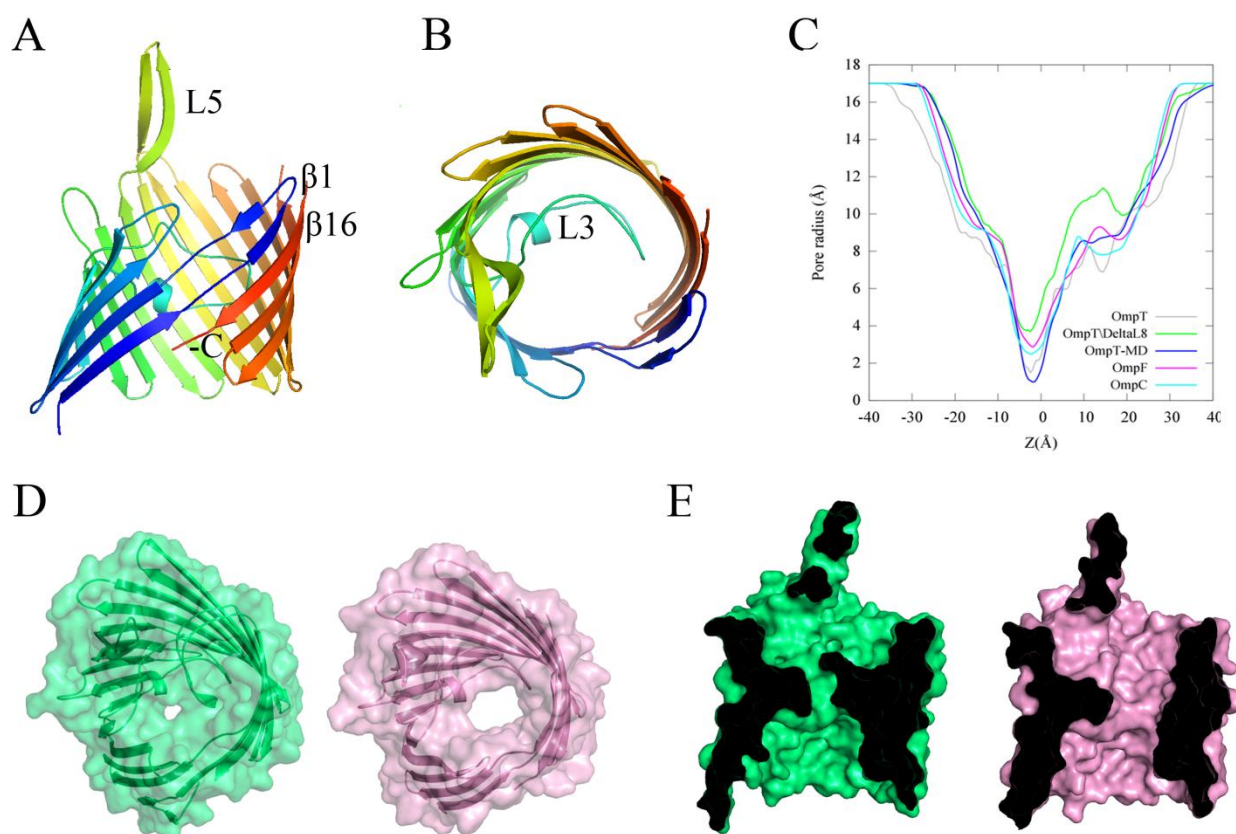 A
L5
β1
β16
-C
B
L3
C
Pore radius (Å)
18
16
14
12
10
8
6
4
2
0
OmpT
OmpT\DeltaL8
OmpT-MD
OmpF
OmpC
-40 -30 -20 -10 0 10 20 30 40
Z(Å)
D
E